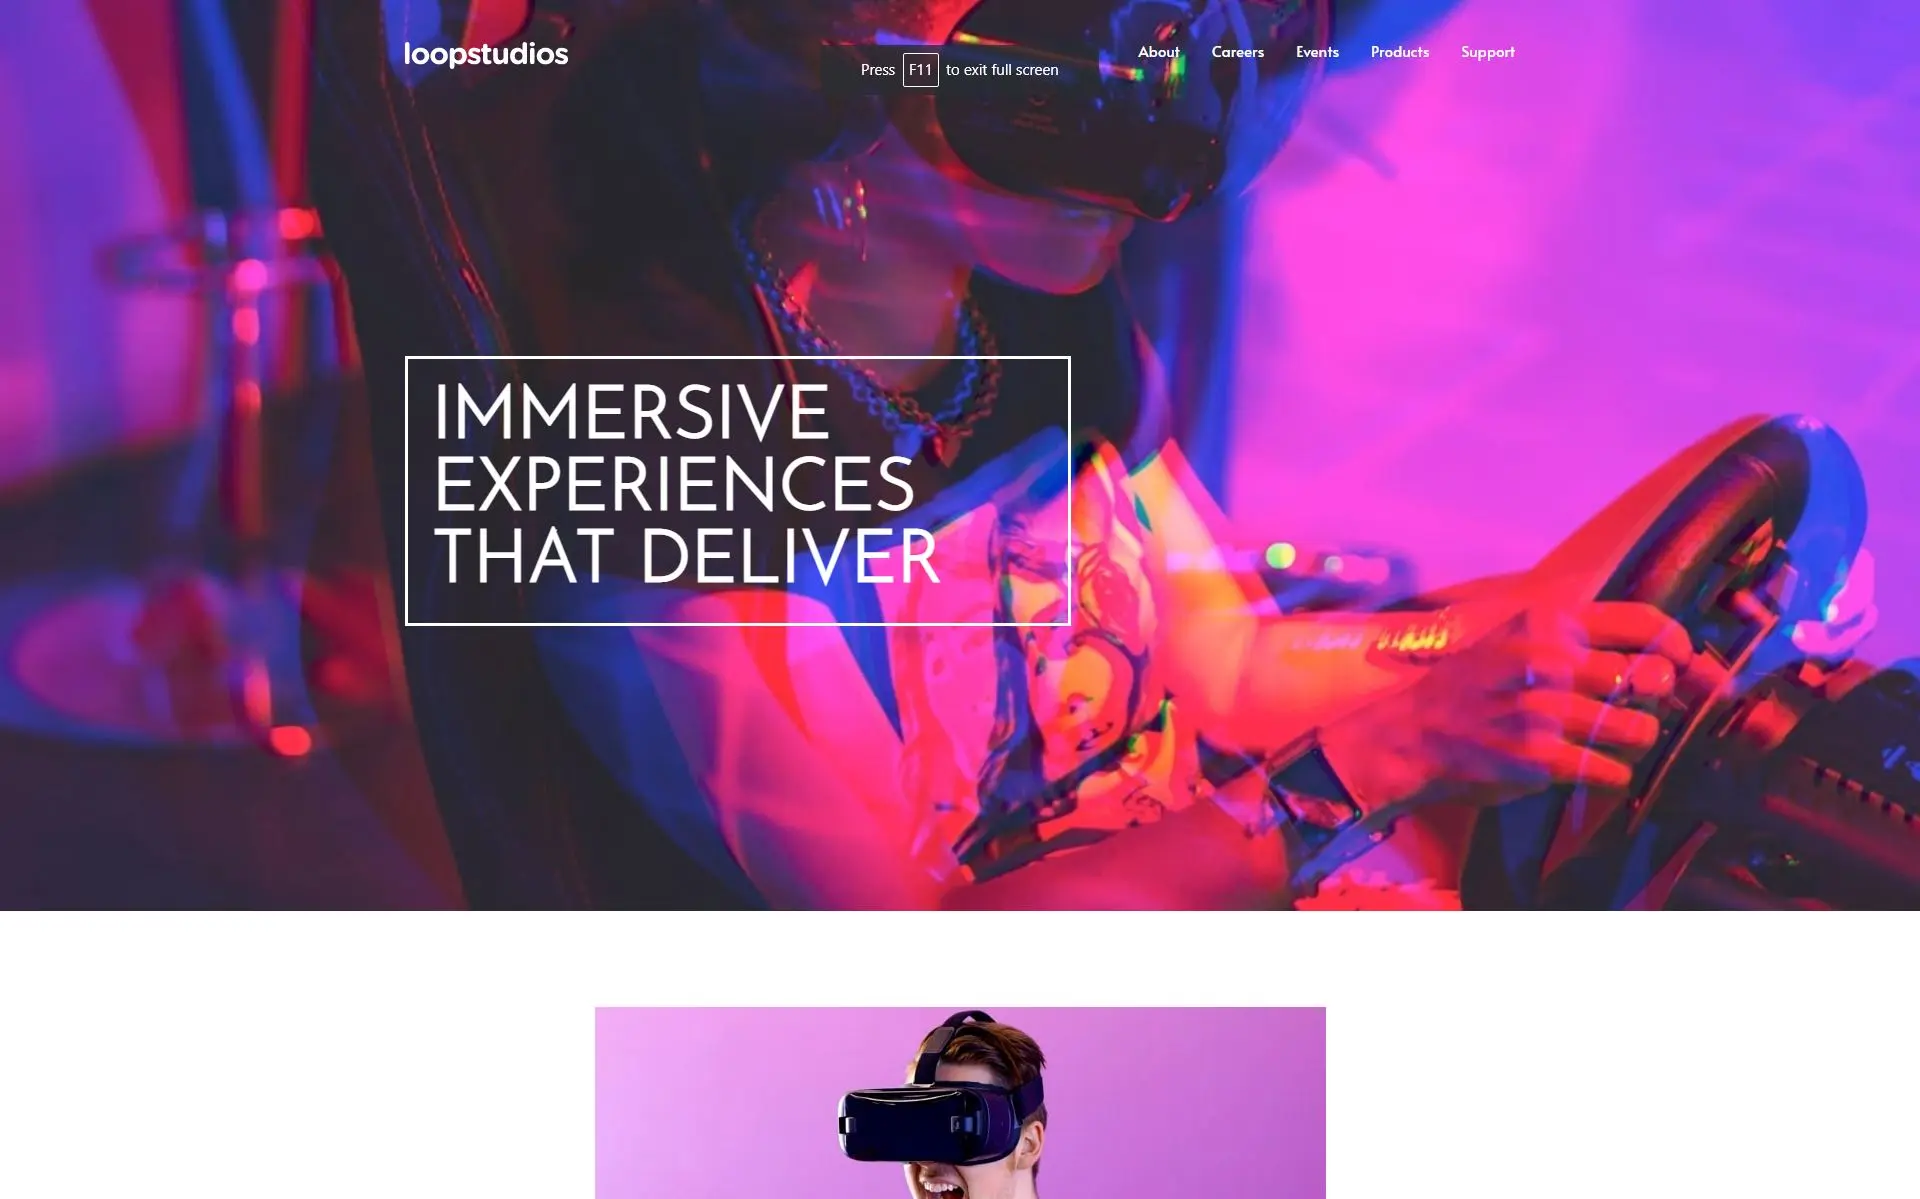 loopstudios
About Careers Events Products Support
Press F11 to exit full screen
IMMERSIVE
EXPERIENCES
THAT DELIVER